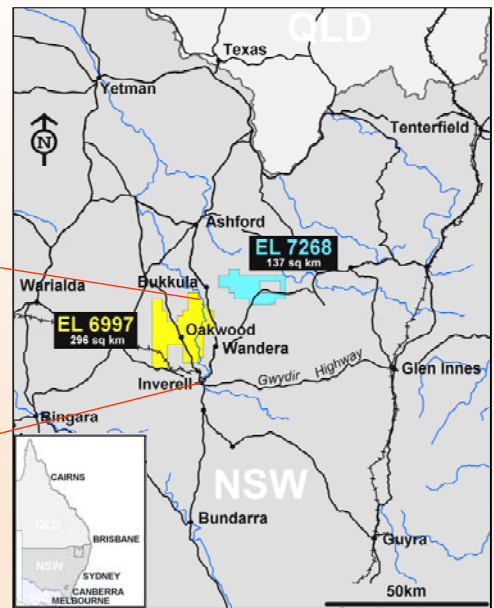 QLD
Texas
Yetman
Tenterfield
N
Ashford
EL 7268
137 sq km
Bukkulla
Warialda
EL 6997
296 sq km
Oakwood
Wandera
Glen Innes
Inverell
Gwydir Highway
Bingara
NSW
CAIRNS
Bundarra
QLD
BRISBANE
Guyra
NSW
SYDNEY
CANBERRA
MELBOURNE
50km